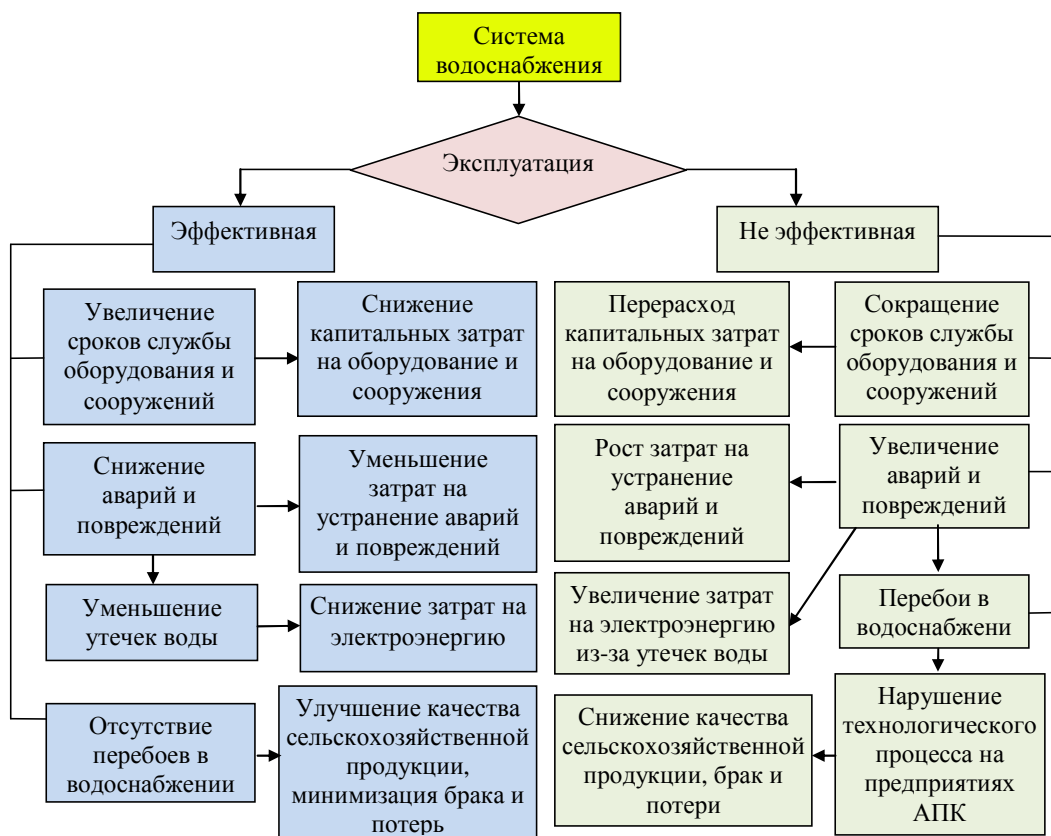 Система
водоснабжения
Эксплуатация
Эффективная
Не эффективная
Увеличение
сроков службы
оборудования и
сооружений
Снижение
капитальных затрат
на оборудование и
сооружения
Перерасход
капитальных затрат
на оборудование и
сооружения
Сокращение
сроков службы
оборудования и
сооружений
Снижение
аварий и
повреждений
Уменьшение
затрат на
устранение аварий
и повреждений
Рост затрат на
устранение
аварий и
повреждений
Увеличение
аварий и
повреждений
Уменьшение
утечек воды
Снижение затрат на
электроэнергию
Увеличение затрат
на электроэнергию
из-за утечек воды
Перебои в
водоснабжени
Отсутствие
перебоев в
водоснабжении
Улучшение качества
сельскохозяйственной
продукции,
минимизация брака и
потерь
Снижение качества
сельскохозяйственной
продукции, брак и
потери
Нарушение
технологического
процесса на
предприятиях
АПК